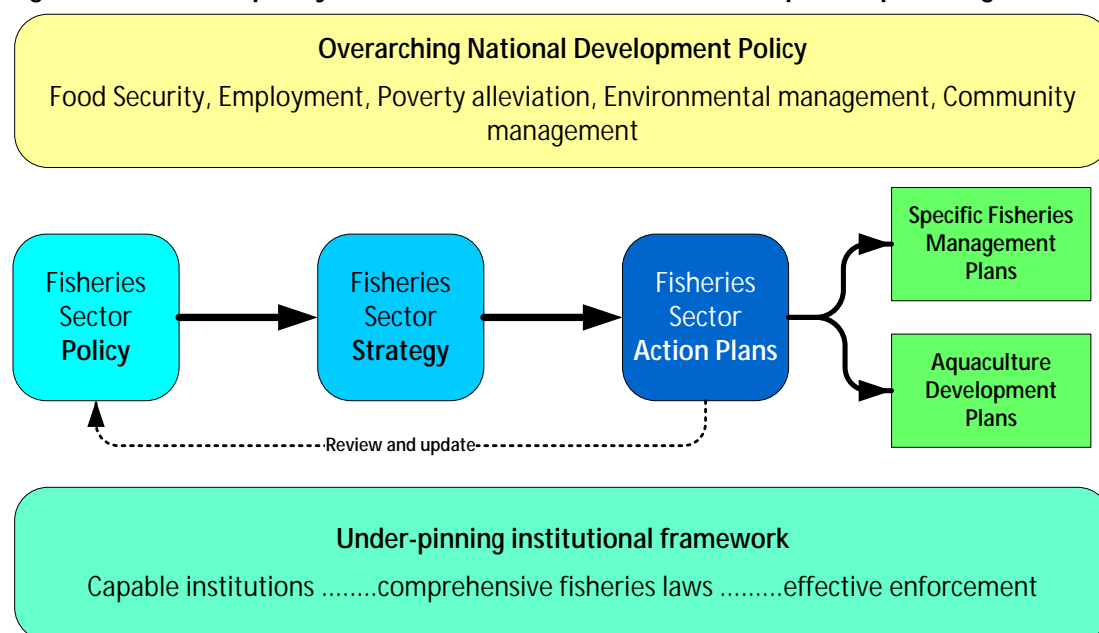 Overarching National Development Policy
Food Security, Employment, Poverty alleviation, Environmental management, Community
management
Fisheries
Sector
Policy
Fisheries
Sector
Strategy
Fisheries
Sector
Action Plans
Specific Fisheries
Management
Plans
Aquaculture
Development
Plans
Review and update
Under-pinning institutional framework
Capable institutions ........comprehensive fisheries laws .........effective enforcement